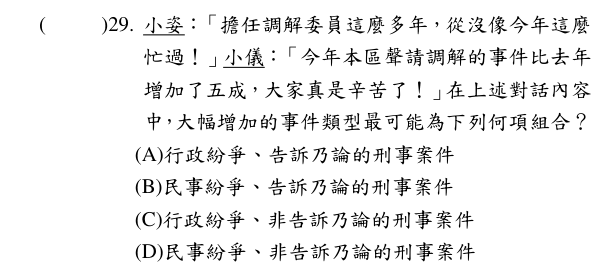 (　　)29. 小姿：「擔任調解委員這麼多年，從沒像今年這麼
忙過！」小儀：「今年本區聲請調解的事件比去年
增加了五成，大家真是辛苦了！」在上述對話內容
中，大幅增加的事件類型最可能為下列何項組合？
(A)行政紛爭、告訴乃論的刑事案件
(B)民事紛爭、告訴乃論的刑事案件
(C)行政紛爭、非告訴乃論的刑事案件
(D)民事紛爭、非告訴乃論的刑事案件